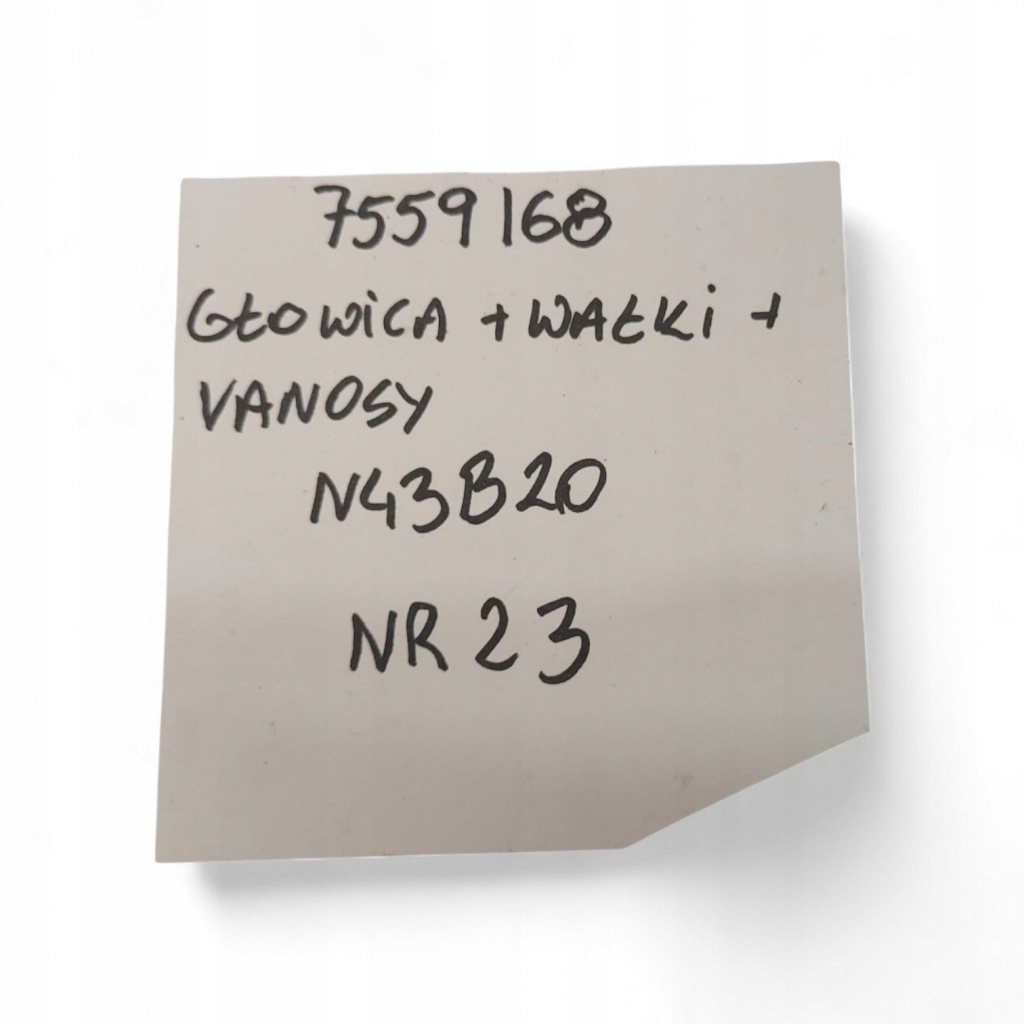 7559168
GŁOWiCA + WAŁKi +
VANOSY
N43B20
NR 23